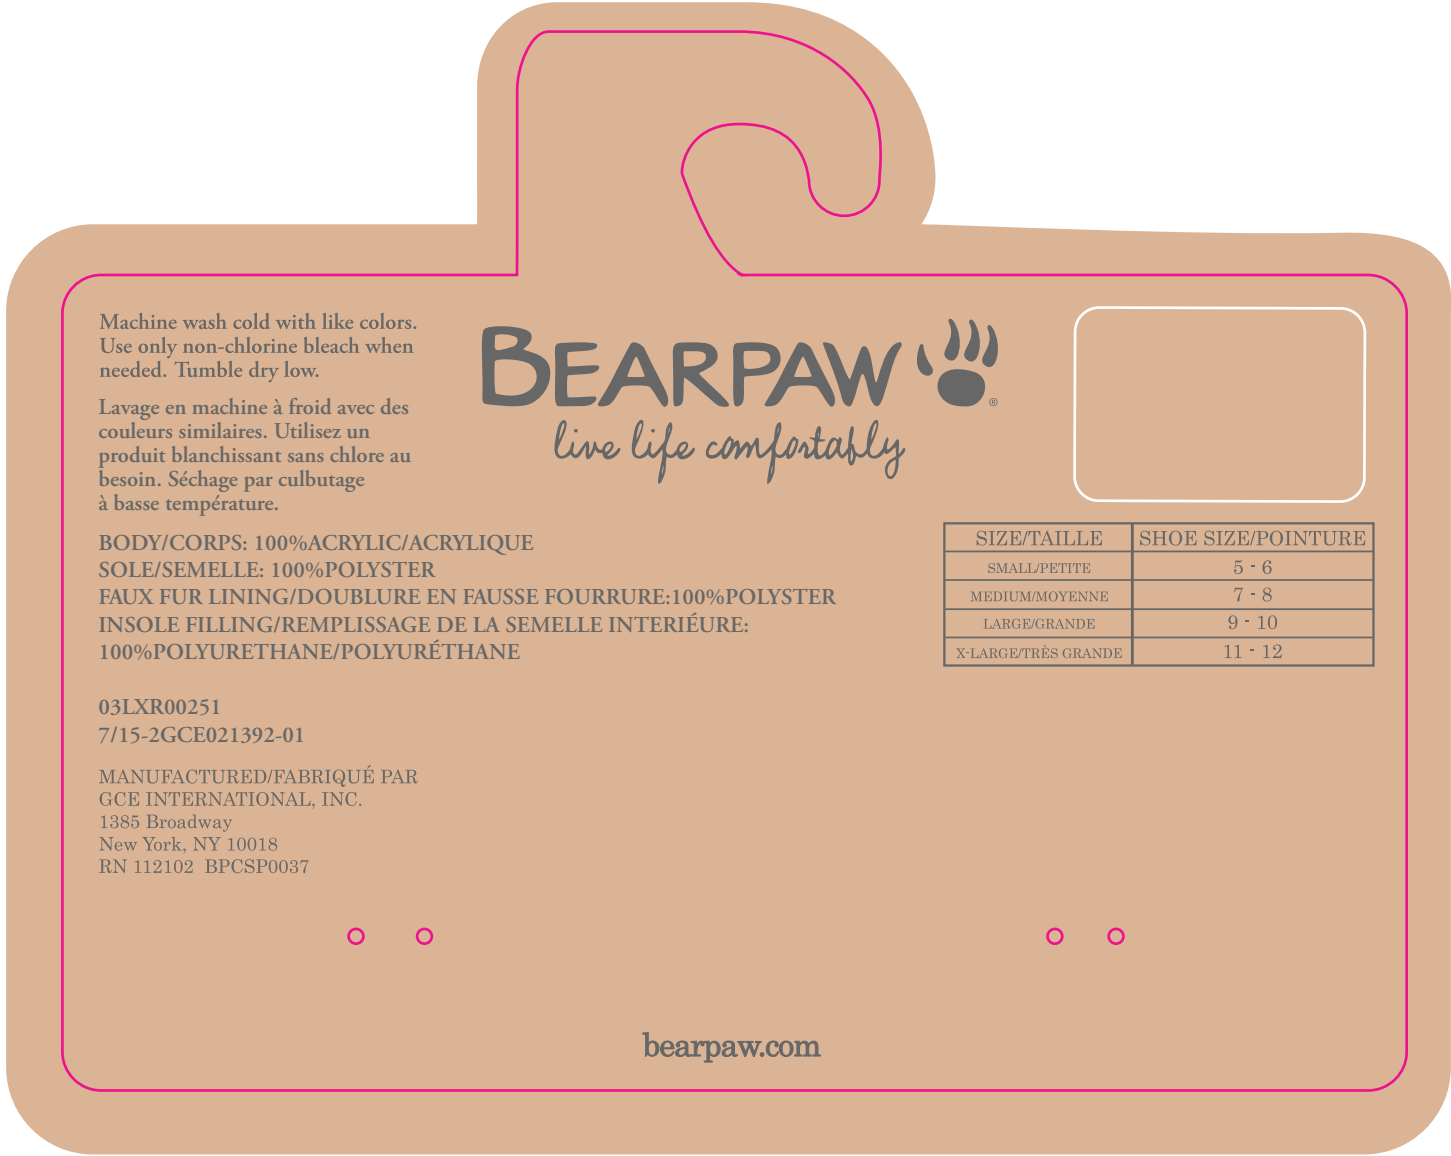 Machine wash cold with like colors.
Use only non-chlorine bleach when
needed. Tumble dry low.
Lavage en machine à froid avec des
couleurs similaires. Utilisez un
produit blanchissant sans chlore au
besoin. Séchage par culbutage
à basse température.
BEARPAW®
live life comfortably
BODY/CORPS: 100%ACRYLIC/ACRYLIQUE
SOLE/SEMELLE: 100%POLYSTER
FAUX FUR LINING/DOUBLURE EN FAUSSE FOURRURE:100%POLYSTER
INSOLE FILLING/REMPLISSAGE DE LA SEMELLE INTERIÉURE:
100%POLYURETHANE/POLYURÉTHANE
SIZE/TAILLE SHOE SIZE/POINTURE
SMALL/PETITE 5 - 6
MEDIUM/MOYENNE 7 - 8
LARGE/GRANDE 9 - 10
X-LARGE/TRÈS GRANDE 11 - 12
03LXR00251
7/15-2GCE021392-01
MANUFACTURED/FABRIQUÉ PAR
GCE INTERNATIONAL, INC.
1385 Broadway
New York, NY 10018
RN 112102 BPCSP0037
bearpaw.com